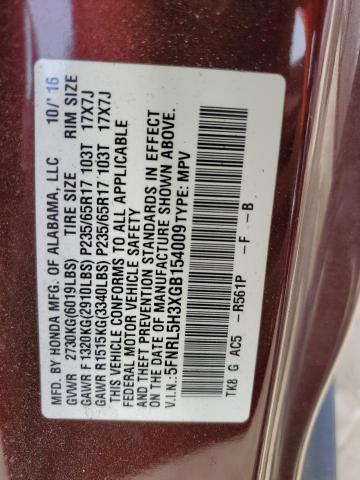 MFD. BY HONDA MFG. OF ALABAMA, LLC 10/'16
GVWR 2730KG(6019LBS) TIRE SIZE RIM SIZE
GAWR F 1320KG(2910LBS) P235/65R17 103T 17X7J
GAWR R1515KG(3340LBS) P235/65R17 103T 17X7J
THIS VEHICLE CONFORMS TO ALL APPLICABLE
FEDERAL MOTOR VEHICLE SAFETY
AND THEFT PREVENTION STANDARDS IN EFFECT
ON THE DATE OF MANUFACTURE SHOWN ABOVE.
V.I.N.:5FNRL5H3XGB154009TYPE: MPV
TK8 G AC5 -R561P -F -B